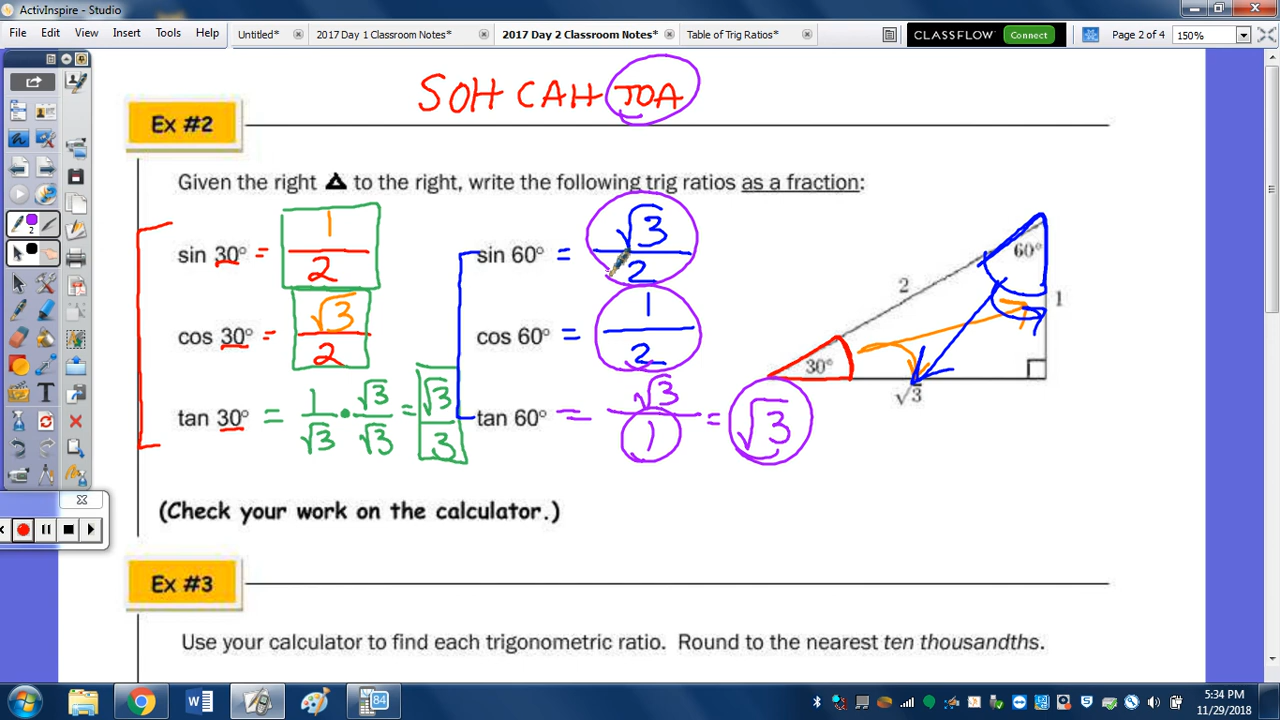 ActivInspire - Studio
File Edit View Insert Tools Help
Untitled* 2017 Day 1 Classroom Notes* 2017 Day 2 Classroom Notes* Table of Trig Ratios* CLASSFLOW Connect Page 2 of 4 150%
SOH CAH TOA
Ex #2
Given the right △ to the right, write the following trig ratios as a fraction:
sin 30° = 1/2
sin 60° = √3/2
cos 30° = √3/2
cos 60° = 1/2
tan 30° = 1/√3 • √3/√3 = √3/3
tan 60° = √3/1 = √3
60°
2
1
30°
√3
(Check your work on the calculator.)
Ex #3
Use your calculator to find each trigonometric ratio. Round to the nearest ten thousandths.
2
2
T
84
5:34 PM
11/29/2018